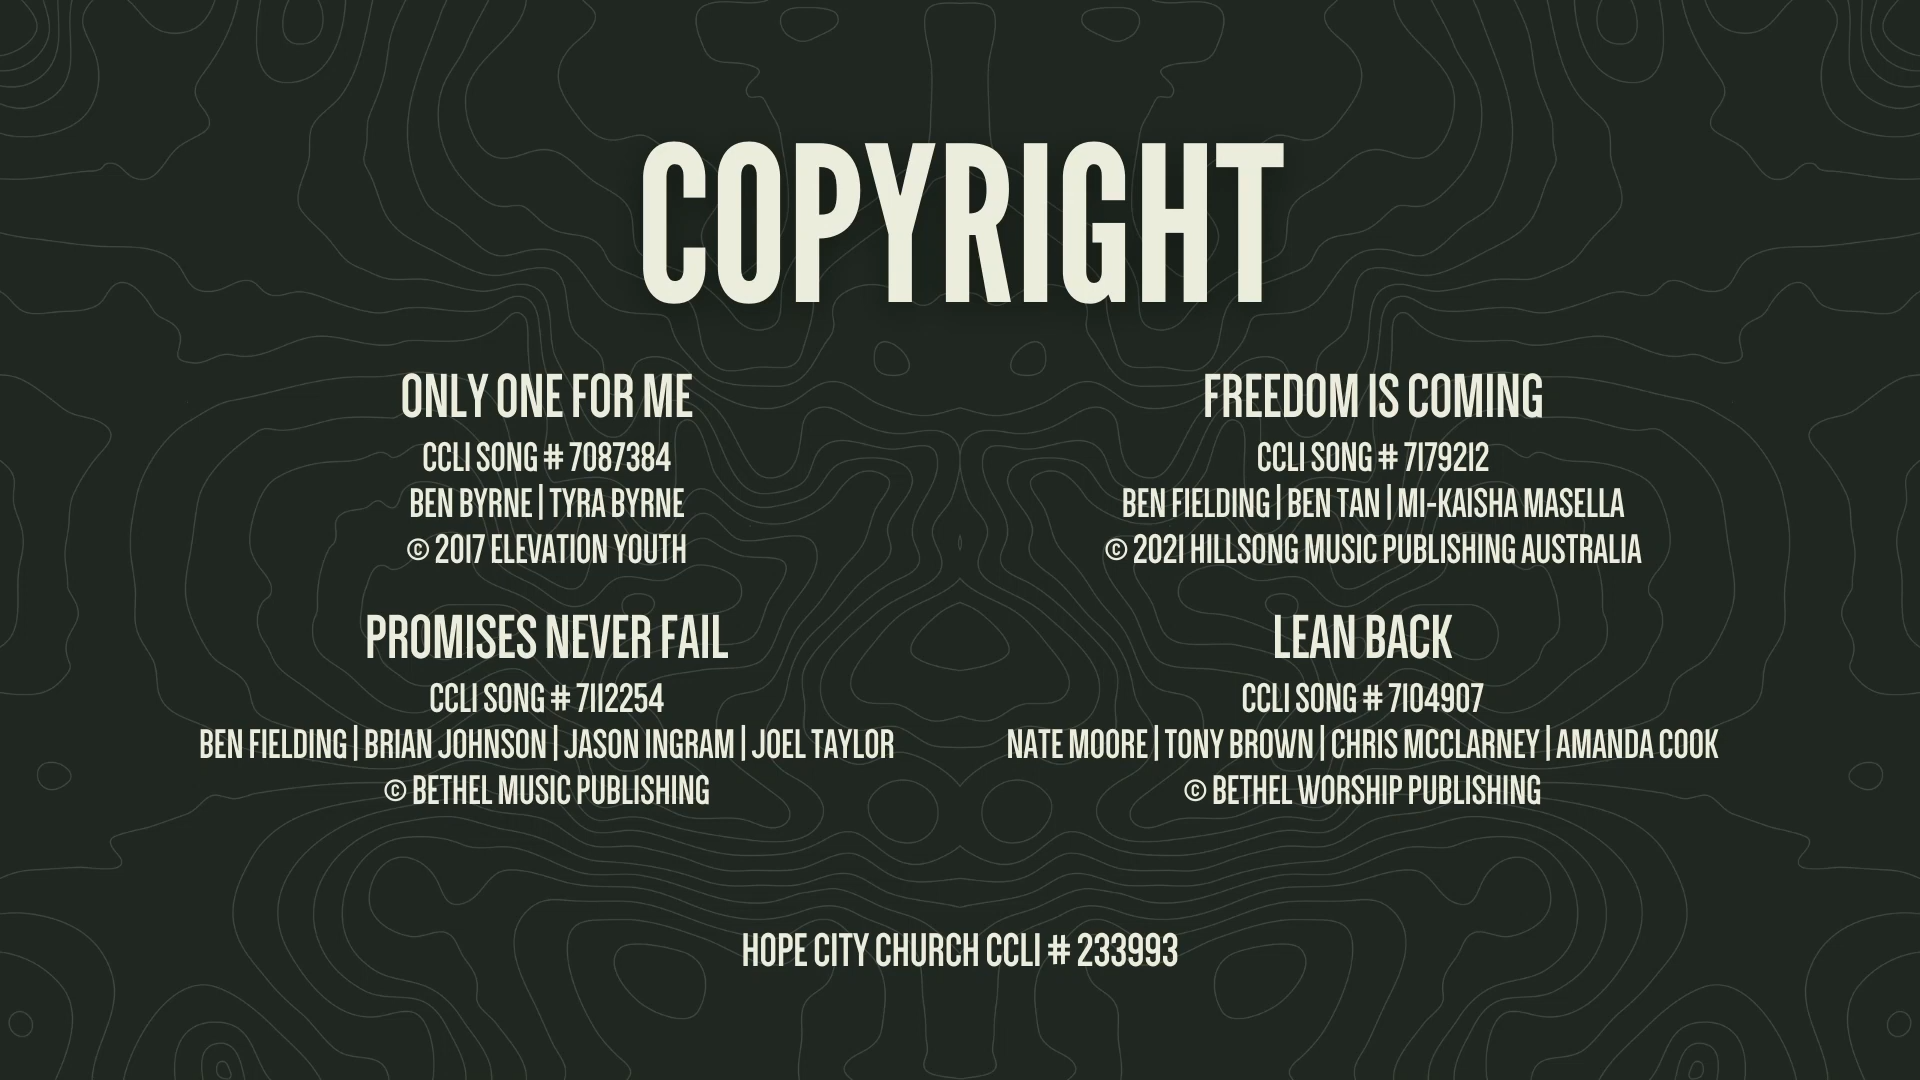 COPYRIGHT
ONLY ONE FOR ME
CCLI SONG # 7087384
BEN BYRNE | TYRA BYRNE
© 2017 ELEVATION YOUTH
FREEDOM IS COMING
CCLI SONG # 7179212
BEN FIELDING | BEN TAN | MI-KAISHA MASELLA
© 2021 HILLSONG MUSIC PUBLISHING AUSTRALIA
PROMISES NEVER FAIL
CCLI SONG # 7112254
BEN FIELDING | BRIAN JOHNSON | JASON INGRAM | JOEL TAYLOR
© BETHEL MUSIC PUBLISHING
LEAN BACK
CCLI SONG # 7104907
NATE MOORE | TONY BROWN | CHRIS MCCLARNEY | AMANDA COOK
© BETHEL WORSHIP PUBLISHING
HOPE CITY CHURCH CCLI # 233993